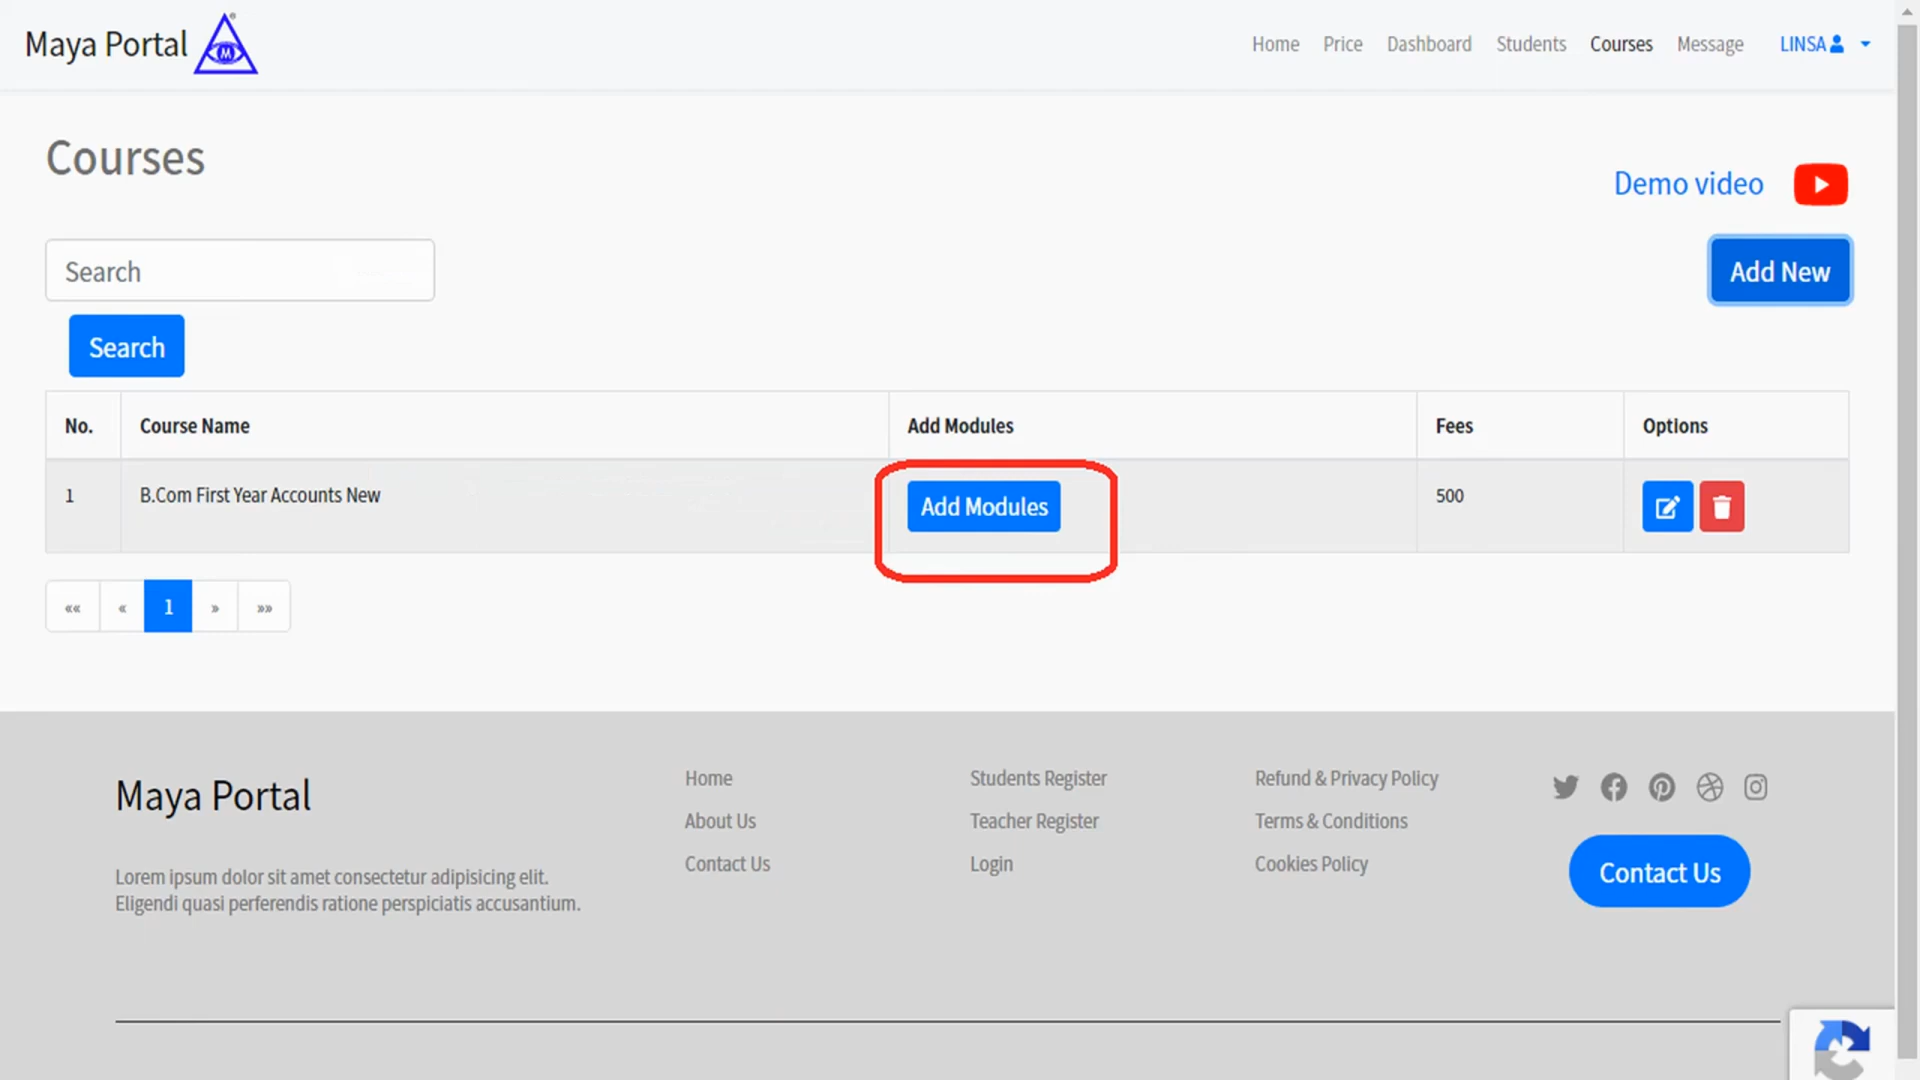 Maya Portal
M
Home Price Dashboard Students Courses Message LINSA
Courses
Demo video
Search
Add New
Search
No. Course Name Add Modules Fees Options
1 B.Com First Year Accounts New Add Modules 500
«« « 1 » »»
Maya Portal
Lorem ipsum dolor sit amet consectetur adipisicing elit.
Eligendi quasi perferendis ratione perspiciatis accusantium.
Home
About Us
Contact Us
Students Register
Teacher Register
Login
Refund & Privacy Policy
Terms & Conditions
Cookies Policy
Contact Us